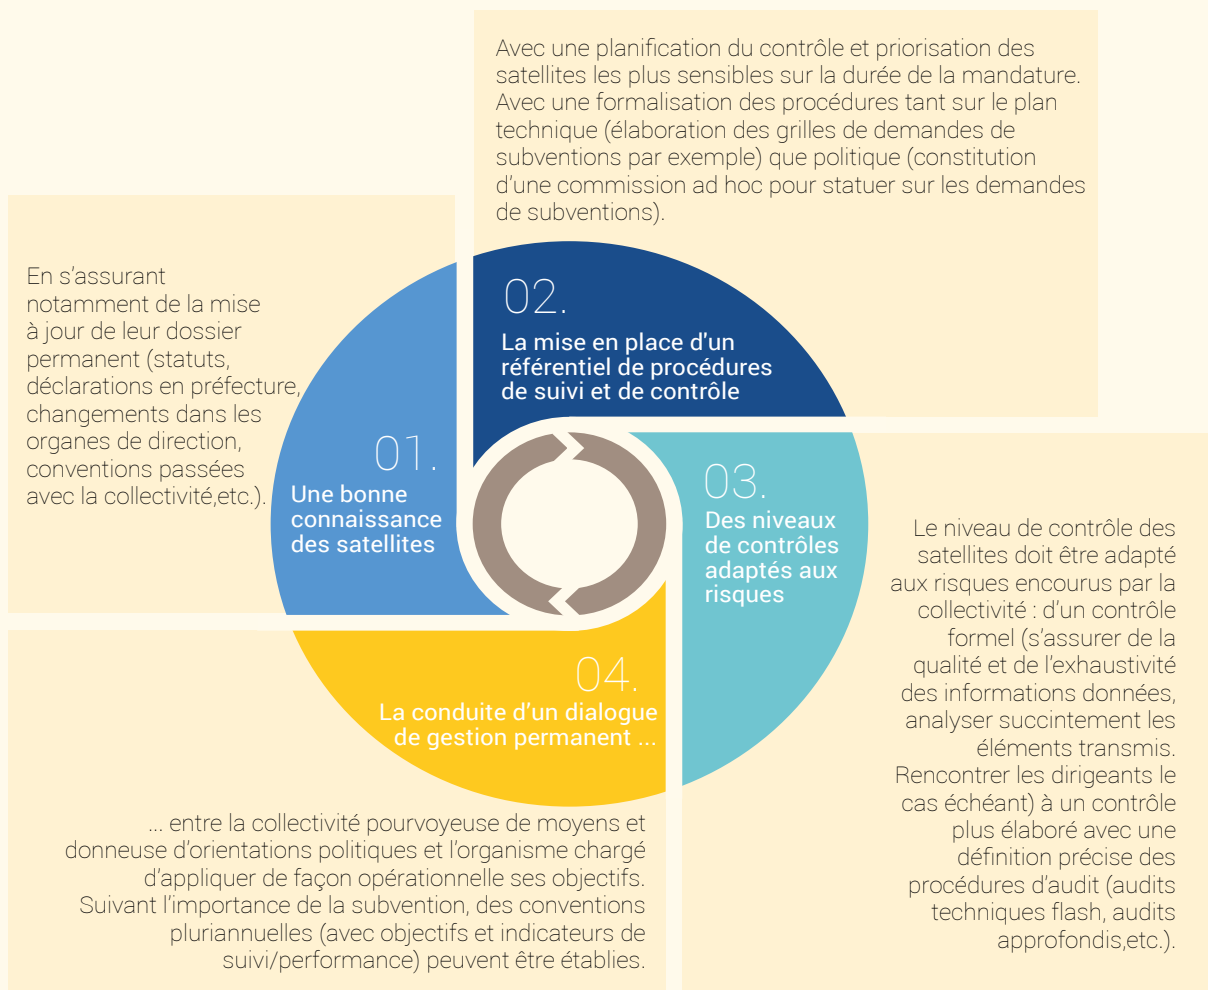 En s'assurant
notamment de la mise
à jour de leur dossier
permanent (statuts,
déclarations en préfecture,
changements dans les
organes de direction,
conventions passées
avec la collectivité,etc.).
01.
Une bonne
connaissance
des satellites
Avec une planification du contrôle et priorisation des
satellites les plus sensibles sur la durée de la mandature.
Avec une formalisation des procédures tant sur le plan
technique (élaboration des grilles de demandes de
subventions par exemple) que politique (constitution
d'une commission ad hoc pour statuer sur les demandes
de subventions).
02.
La mise en place d'un
référentiel de procédures
de suivi et de contrôle
03.
Des niveaux
de contrôles
adaptés aux
risques
Le niveau de contrôle des
satellites doit être adapté
aux risques encourus par la
collectivité : d'un contrôle
formel (s'assurer de la
qualité et de l'exhaustivité
des informations données,
analyser succintement les
éléments transmis.
Rencontrer les dirigeants le
cas échéant) à un contrôle
plus élaboré avec une
définition précise des
procédures d'audit (audits
techniques flash, audits
approfondis,etc.).
04.
La conduite d'un dialogue
de gestion permanent ...
... entre la collectivité pourvoyeuse de moyens et
donneuse d'orientations politiques et l'organisme chargé
d'appliquer de façon opérationnelle ses objectifs.
Suivant l'importance de la subvention, des conventions
pluriannuelles (avec objectifs et indicateurs de
suivi/performance) peuvent être établies.